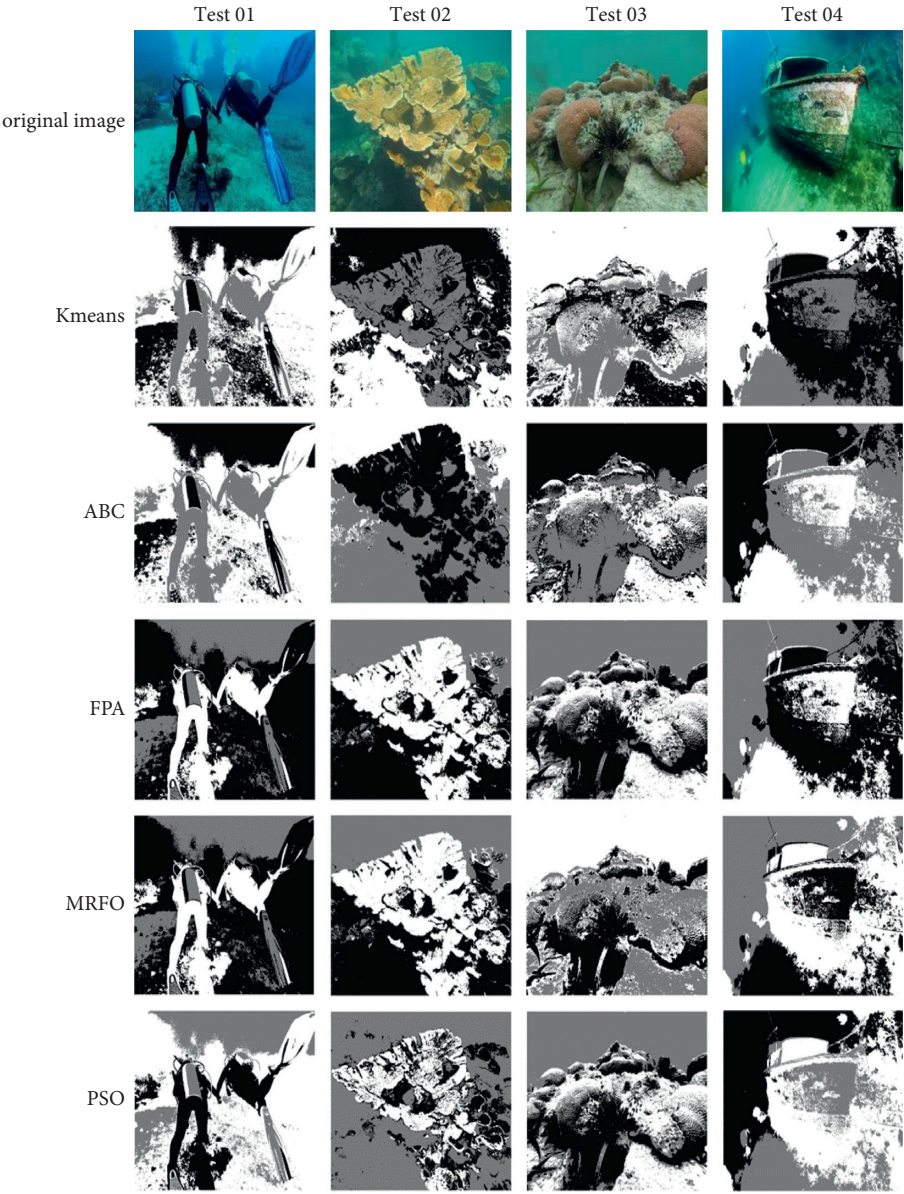 Test 01 Test 02 Test 03 Test 04
original image
Kmeans
ABC
FPA
MRFO
PSO